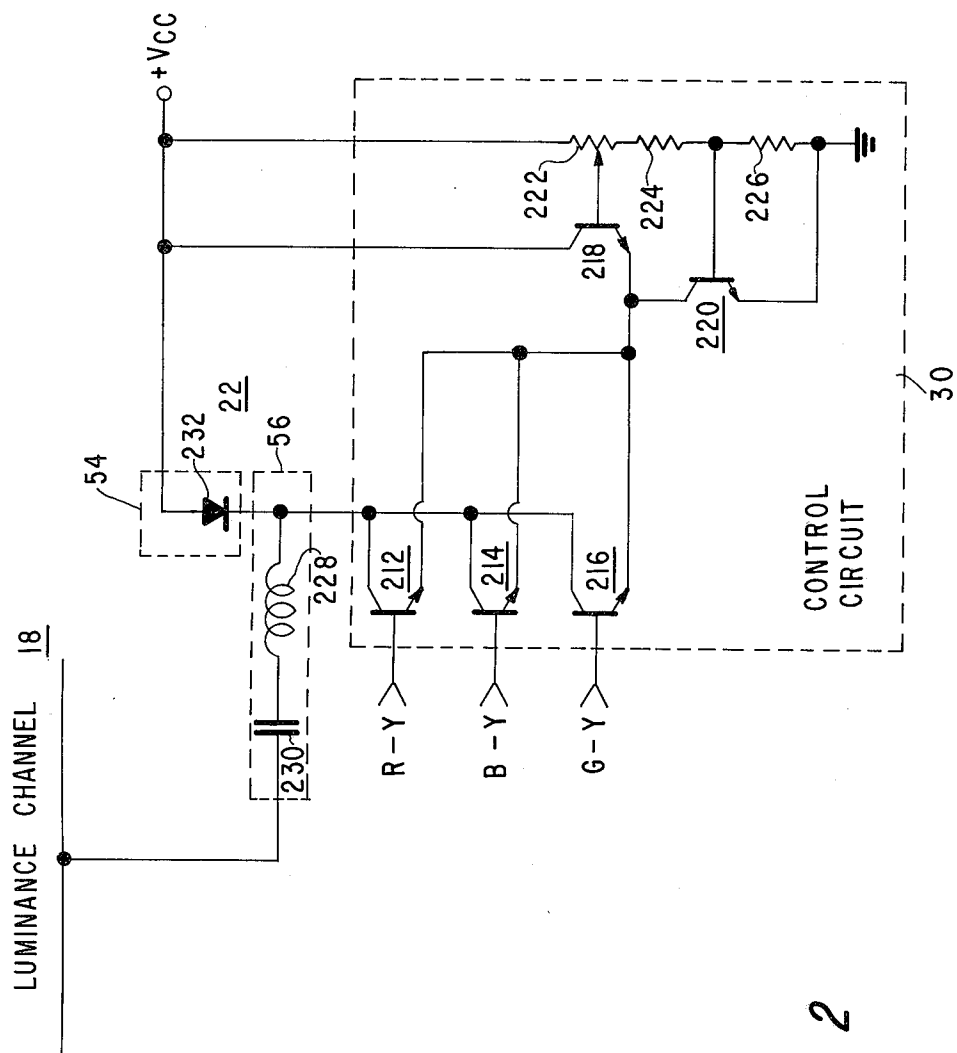 LUMINANCE CHANNEL 18
+VCC
54
232
22
56
228
230
222
224
226
218
220
212
214
216
R-Y
B-Y
G-Y
CONTROL
CIRCUIT
30
2